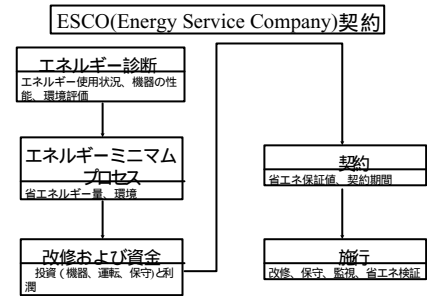 ESCO(Energy Service Company)契約
エネルギー診断
エネルギー使用状況、機器の性
能、環境評価
エネルギーミニマム
プロセス
省エネルギー量、環境
改修および資金
投資(機器、運転、保守)と利
潤
契約
省エネ保証値、契約期間
施行
改修、保守、監視、省エネ検証